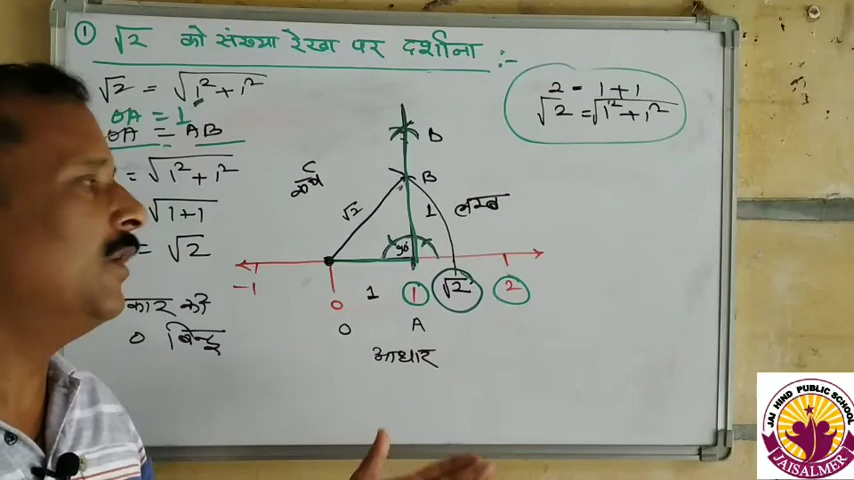 ① √2 को संख्या रेखा पर दर्शाना :-
√2 = √1²+1²
OA = 1
OA = AB
= √1²+1²
√1+1
= √2
कार को
O बिन्दू
2 = 1+1
√2 = √1²+1²
D
B
C
√2
1
लम्ब
90°
-1
0
1
1
√2
2
O
A
आधार
JAI HIND PUBLIC SCHOOL
JAISALMER